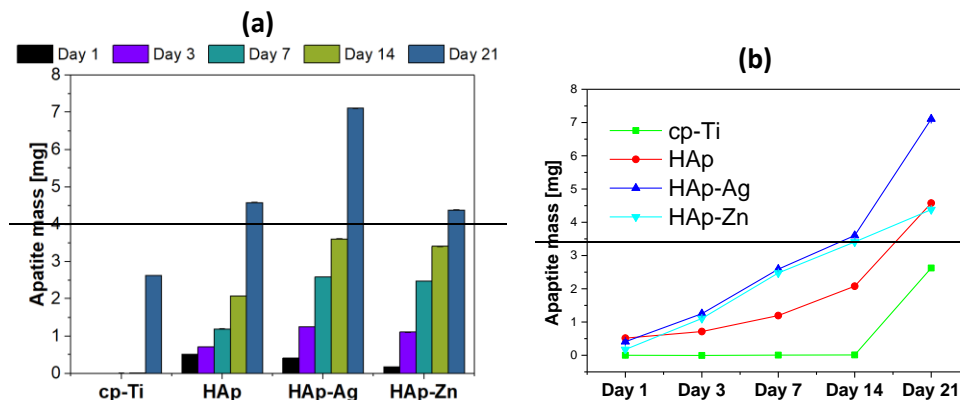 (a)
Day 1 Day 3 Day 7 Day 14 Day 21
Apatite mass [mg]
8
7
6
5
4
3
2
1
0
cp-Ti HAp HAp-Ag HAp-Zn
(b)
Apaptite mass [mg]
8
7
6
5
4
3
2
1
0
cp-Ti
HAp
HAp-Ag
HAp-Zn
Day 1 Day 3 Day 7 Day 14 Day 21